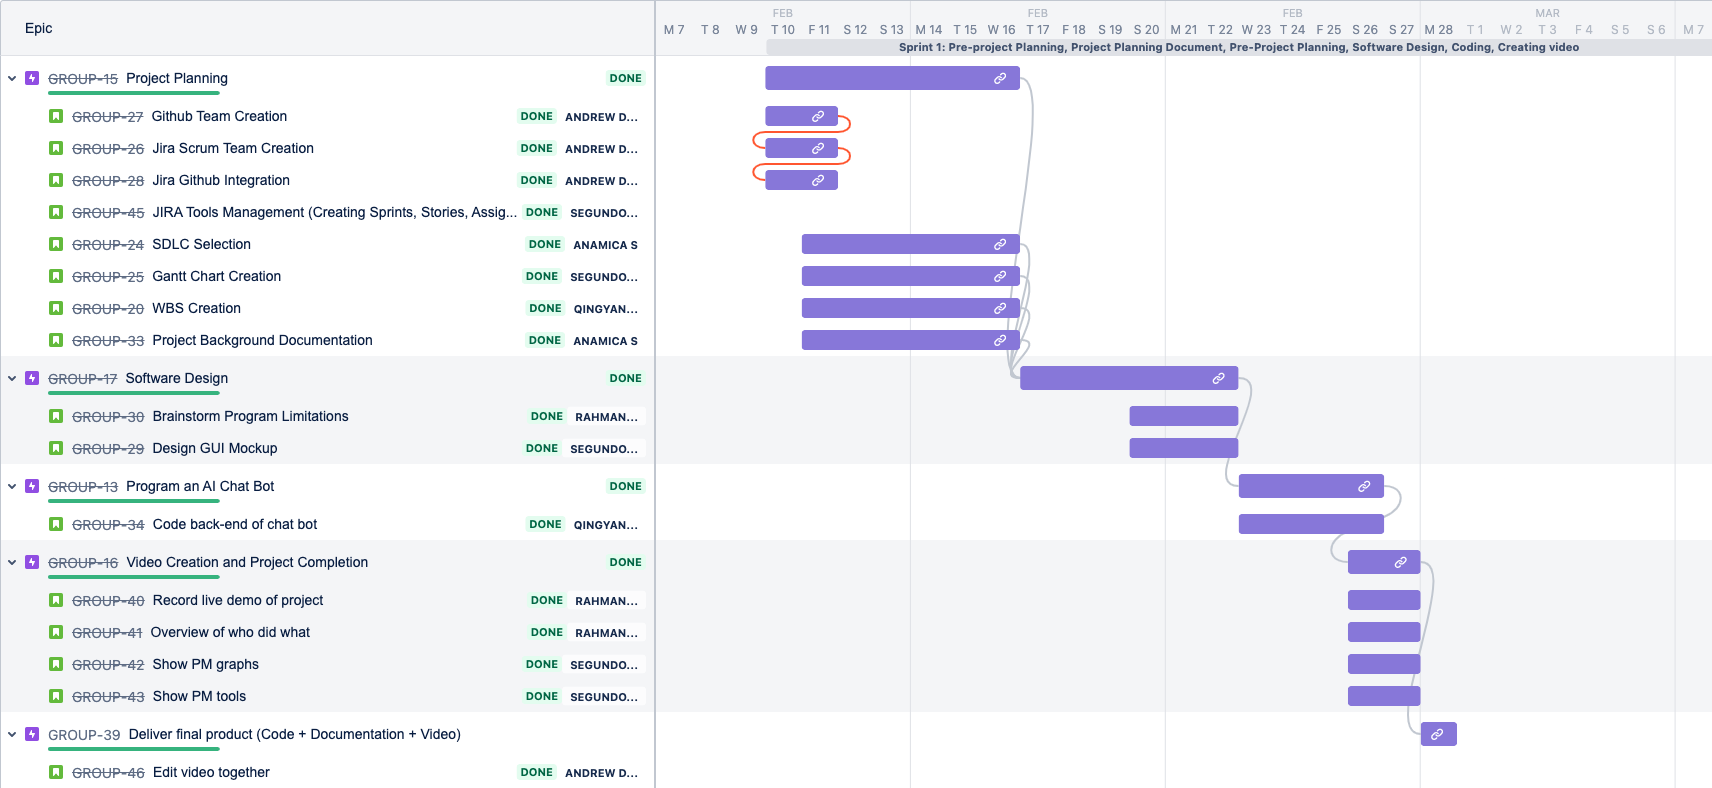 Epic
FEB FEB FEB MAR
M 7 T 8 W 9 T 10 F 11 S 12 S 13 M 14 T 15 W 16 T 17 F 18 S 19 S 20 M 21 T 22 W 23 T 24 F 25 S 26 S 27 M 28 T 1 W 2 T 3 F 4 S 5 S 6 M 7
Sprint 1: Pre-project Planning, Project Planning Document, Pre-Project Planning, Software Design, Coding, Creating video
GROUP-15 Project Planning DONE
GROUP-27 Github Team Creation DONE ANDREW D...
GROUP-26 Jira Scrum Team Creation DONE ANDREW D...
GROUP-28 Jira Github Integration DONE ANDREW D...
GROUP-45 JIRA Tools Management (Creating Sprints, Stories, Assig... DONE SEGUNDO...
GROUP-24 SDLC Selection DONE ANAMICA S
GROUP-25 Gantt Chart Creation DONE SEGUNDO...
GROUP-20 WBS Creation DONE QINGYAN...
GROUP-33 Project Background Documentation DONE ANAMICA S
GROUP-17 Software Design DONE
GROUP-30 Brainstorm Program Limitations DONE RAHMAN...
GROUP-29 Design GUI Mockup DONE SEGUNDO...
GROUP-13 Program an AI Chat Bot DONE
GROUP-34 Code back-end of chat bot DONE QINGYAN...
GROUP-16 Video Creation and Project Completion DONE
GROUP-40 Record live demo of project DONE RAHMAN...
GROUP-41 Overview of who did what DONE RAHMAN...
GROUP-42 Show PM graphs DONE SEGUNDO...
GROUP-43 Show PM tools DONE SEGUNDO...
GROUP-39 Deliver final product (Code + Documentation + Video)
GROUP-46 Edit video together DONE ANDREW D...